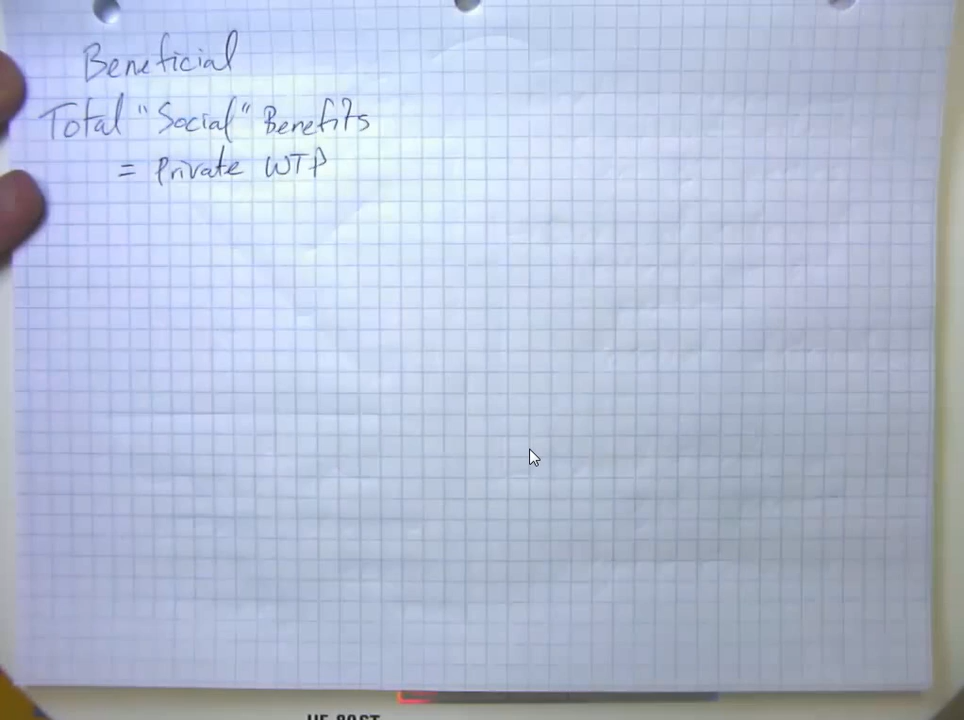 Beneficial
Total "Social" Benefits
= Private WTP